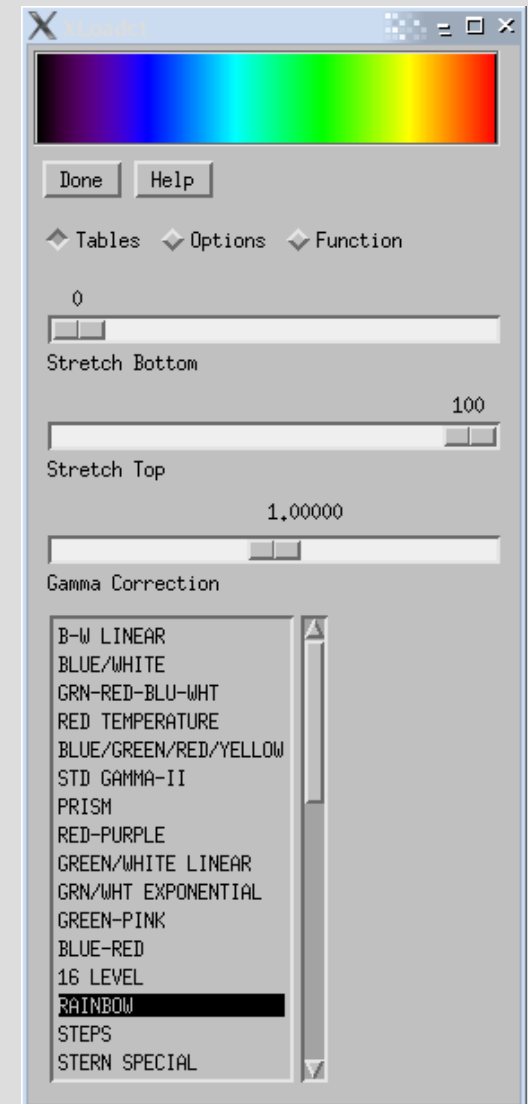 XLoadct
Done Help
Tables Options Function
0
Stretch Bottom
100
Stretch Top
1.00000
Gamma Correction
B-W LINEAR
BLUE/WHITE
GRN-RED-BLU-WHT
RED TEMPERATURE
BLUE/GREEN/RED/YELLOW
STD GAMMA-II
PRISM
RED-PURPLE
GREEN/WHITE LINEAR
GRN/WHT EXPONENTIAL
GREEN-PINK
BLUE-RED
16 LEVEL
RAINBOW
STEPS
STERN SPECIAL